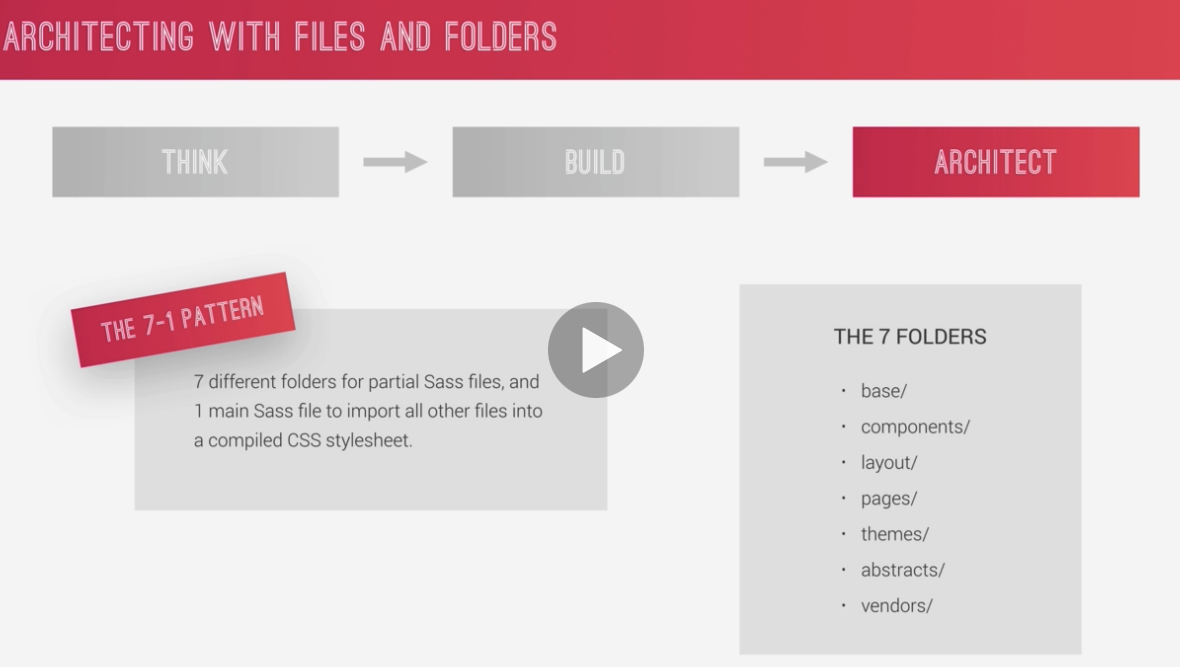 ARCHITECTING WITH FILES AND FOLDERS
THINK
BUILD
ARCHITECT
THE 7-1 PATTERN
7 different folders for partial Sass files, and
1 main Sass file to import all other files into
a compiled CSS stylesheet.
THE 7 FOLDERS
• base/
• components/
• layout/
• pages/
• themes/
• abstracts/
• vendors/